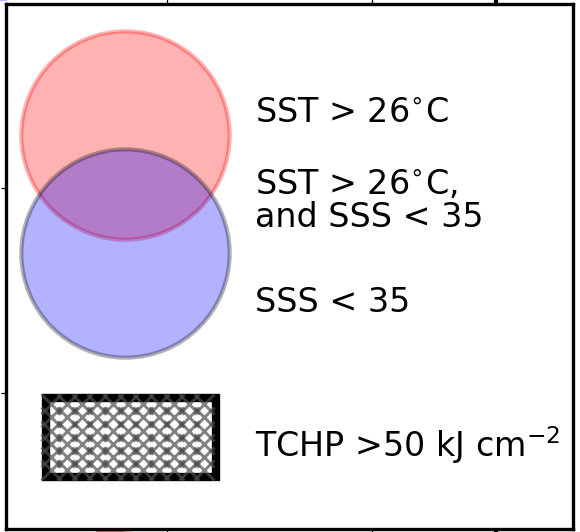 SST > 26°C
SST > 26°C,
and SSS < 35
SSS < 35
TCHP >50 kJ cm⁻²